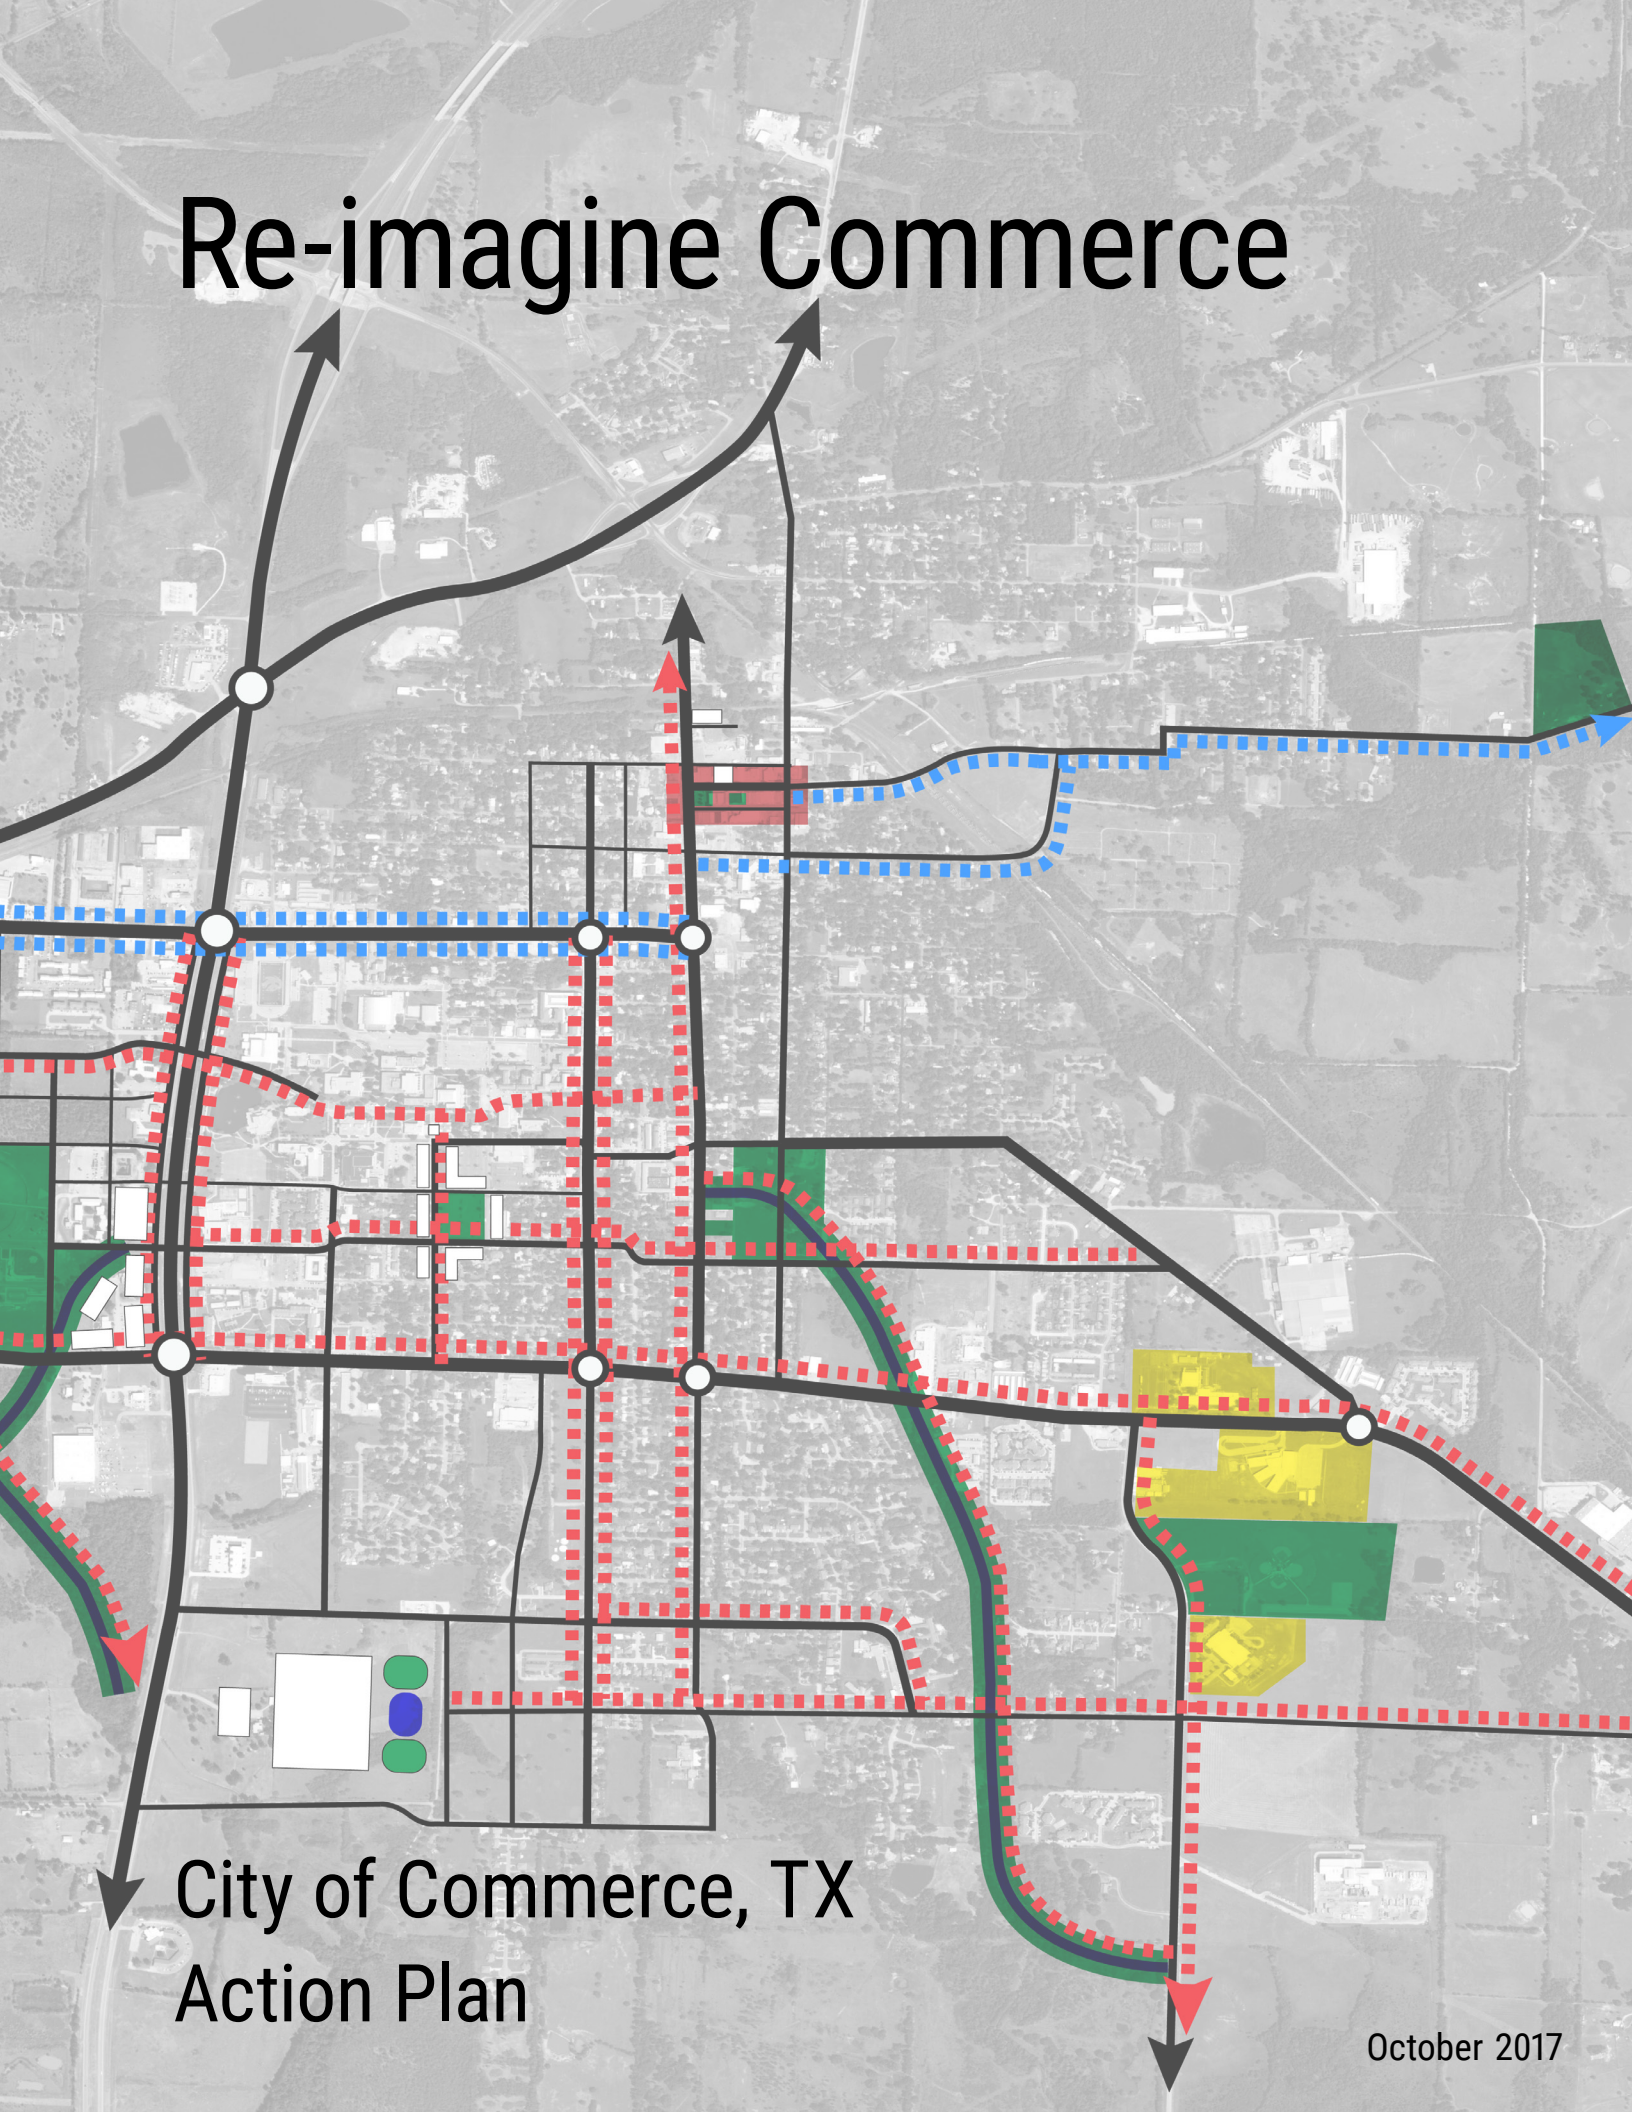 Re-imagine Commerce
City of Commerce, TX
Action Plan
October 2017